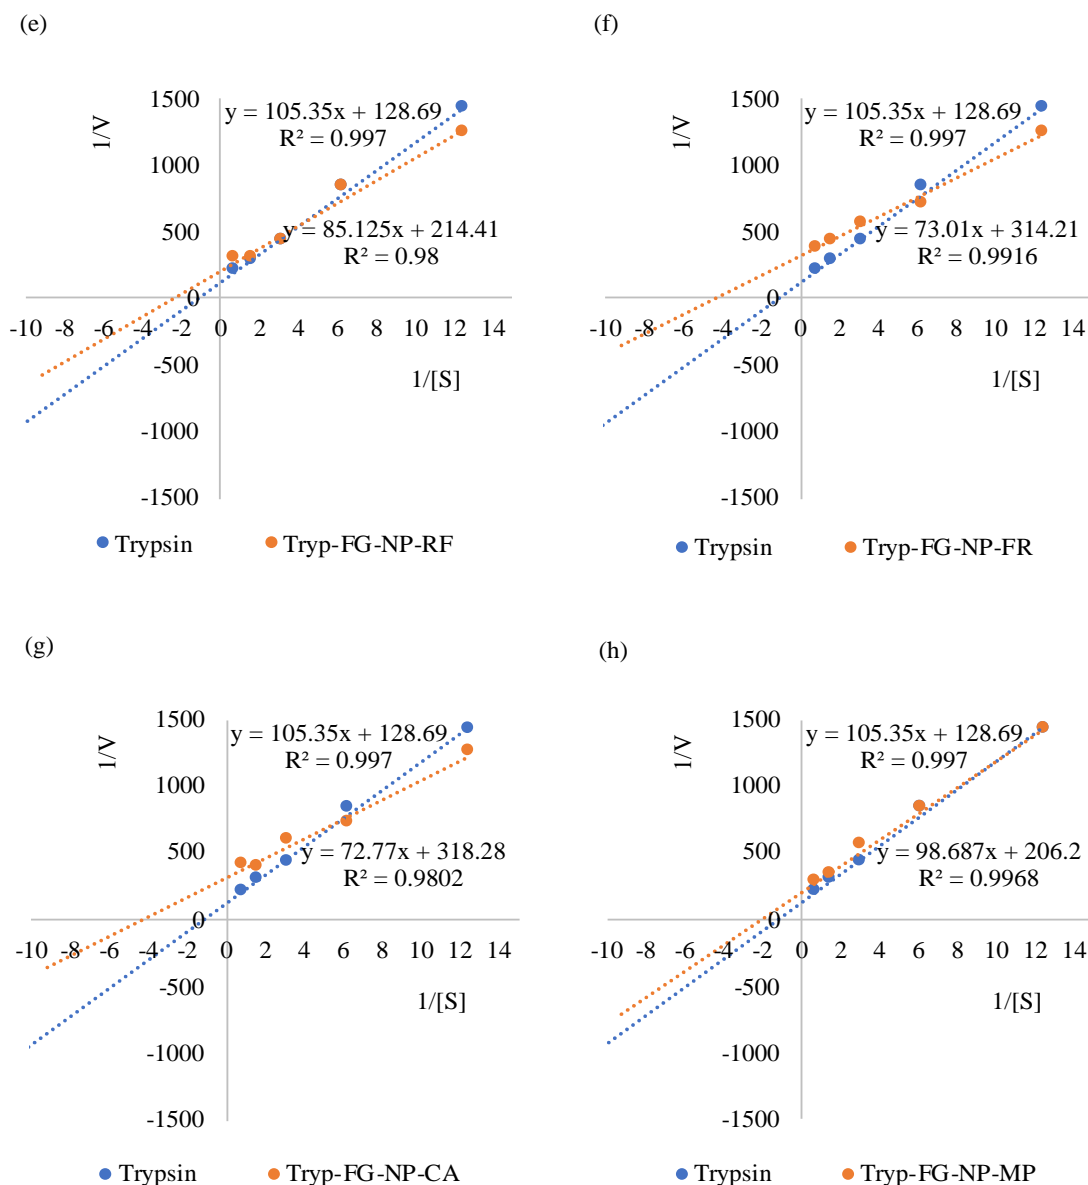 (e)
1/V
1500
1000
500
0
-500
-1000
-1500
y = 105.35x + 128.69
R² = 0.997
y = 85.125x + 214.41
R² = 0.98
-10 -8 -6 -4 -2 0 2 4 6 8 10 12 14
1/[S]
Trypsin Tryp-FG-NP-RF
(f)
1/V
1500
1000
500
0
-500
-1000
-1500
y = 105.35x + 128.69
R² = 0.997
y = 73.01x + 314.21
R² = 0.9916
-10 -8 -6 -4 -2 0 2 4 6 8 10 12 14
1/[S]
Trypsin Tryp-FG-NP-FR
(g)
1/V
1500
1000
500
0
-500
-1000
-1500
y = 105.35x + 128.69
R² = 0.997
y = 72.77x + 318.28
R² = 0.9802
-10 -8 -6 -4 -2 0 2 4 6 8 10 12 14
1/[S]
Trypsin Tryp-FG-NP-CA
(h)
1/V
1500
1000
500
0
-500
-1000
-1500
y = 105.35x + 128.69
R² = 0.997
y = 98.687x + 206.2
R² = 0.9968
-10 -8 -6 -4 -2 0 2 4 6 8 10 12 14
1/[S]
Trypsin Tryp-FG-NP-MP